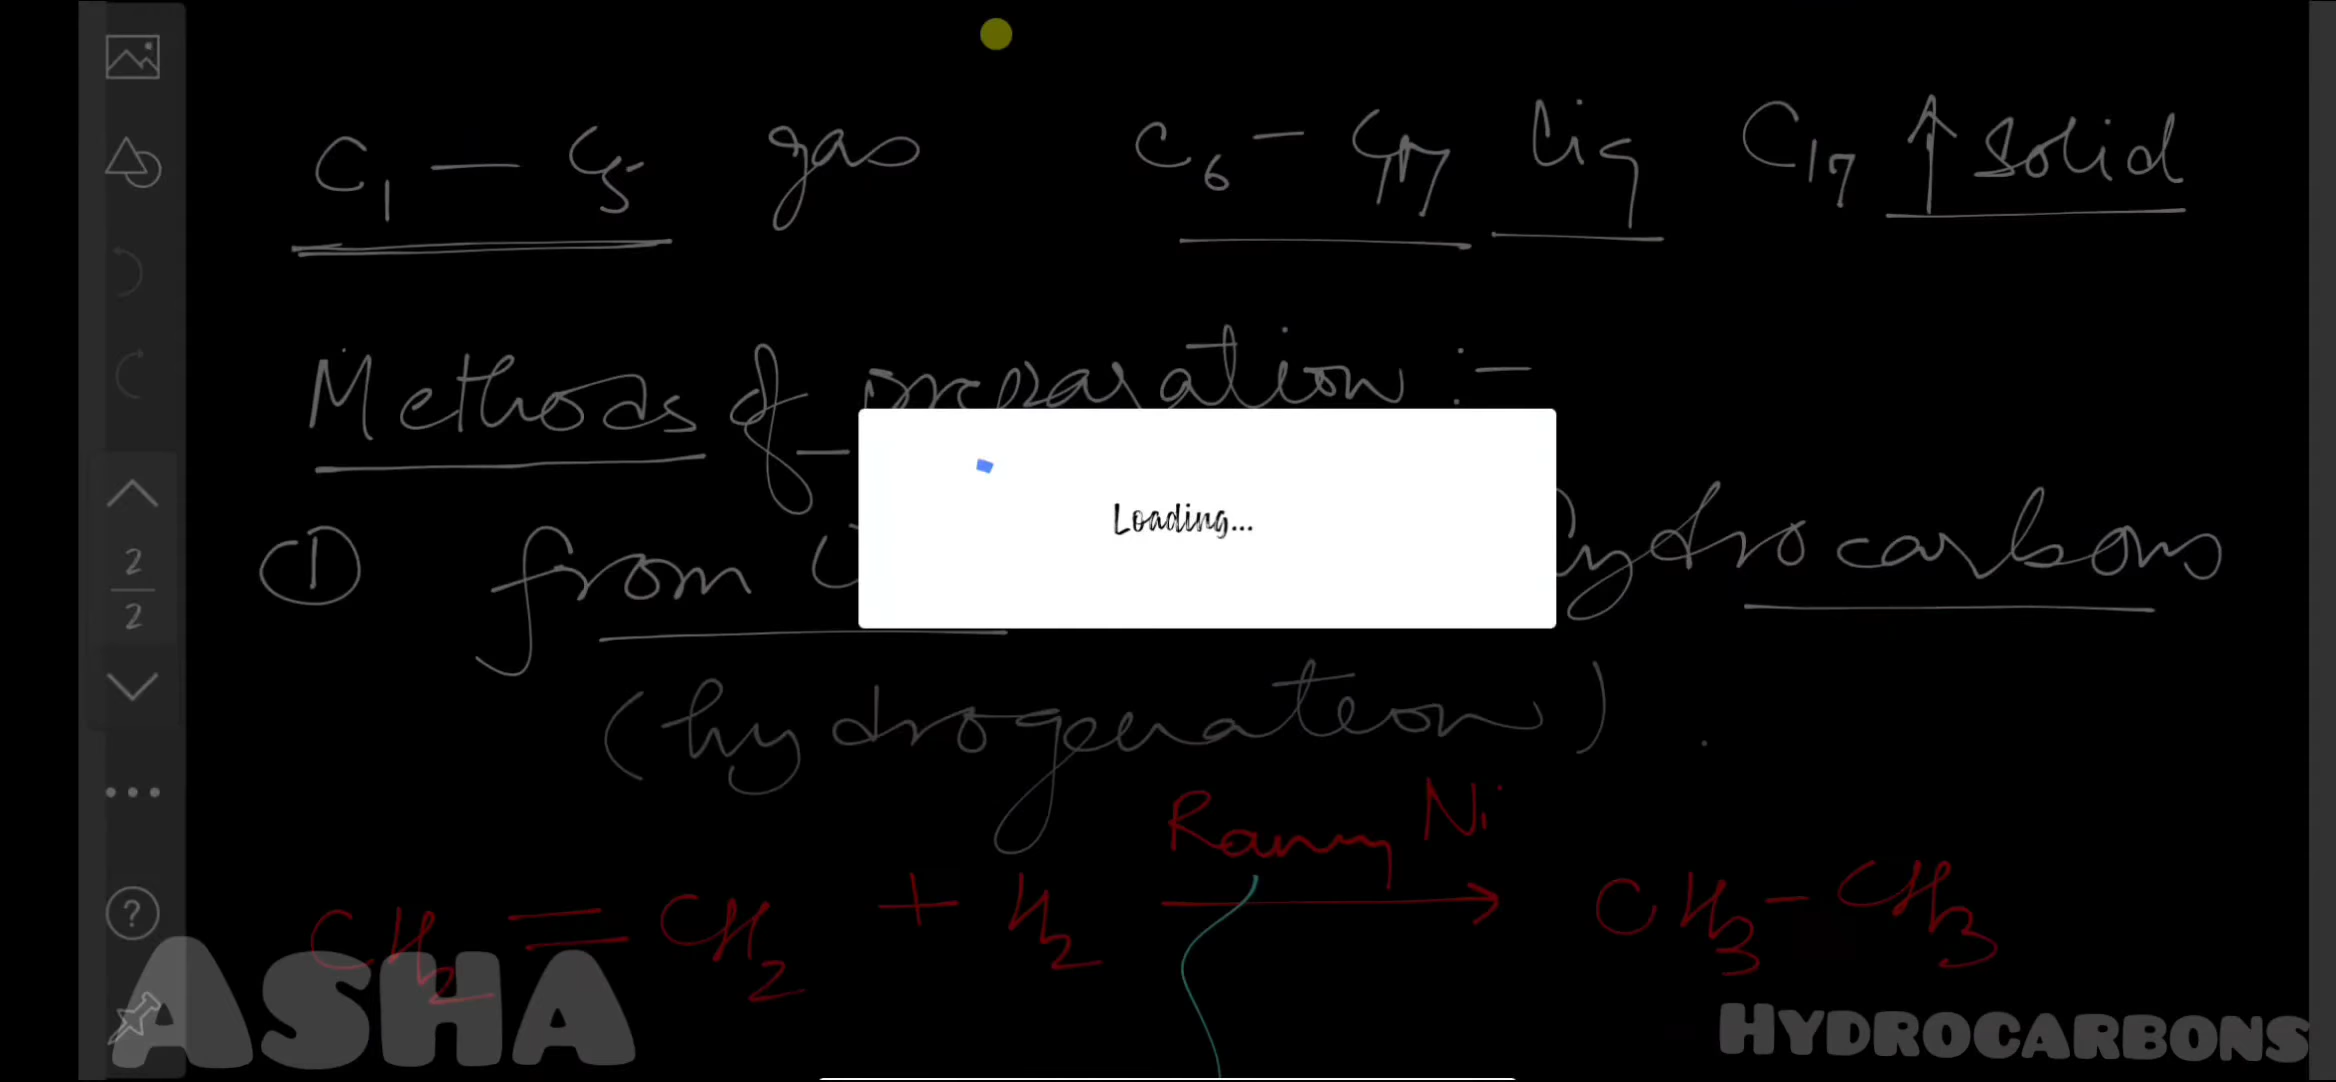 C₁ — C₅ gas C₆ — C₁₇ liq C₁₇ ↑ solid
Methods of preparation :-
Loading...
① from hydrocarbons
(hydrogenation).
Raney Ni
CH₂ = CH₂ + H₂ → CH₃ - CH₃
2
2
?
ASHA
HYDROCARBONS